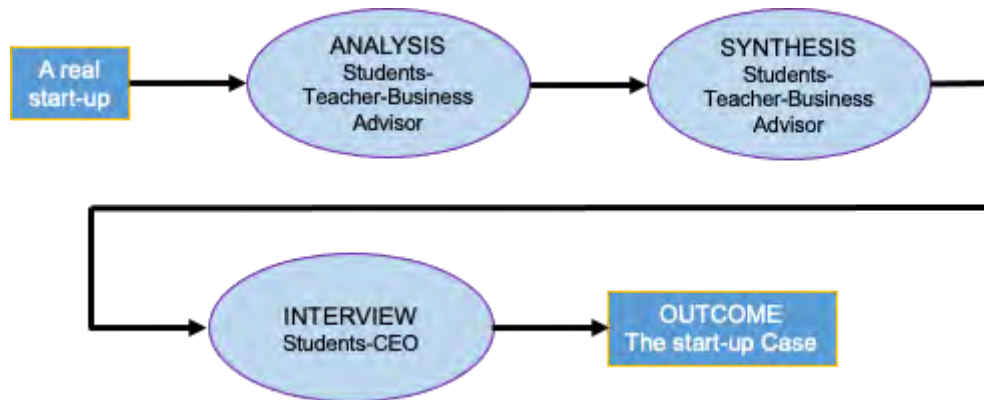 A real
start-up
ANALYSIS
Students-
Teacher-Business
Advisor
SYNTHESIS
Students-
Teacher-Business
Advisor
INTERVIEW
Students-CEO
OUTCOME
The start-up Case